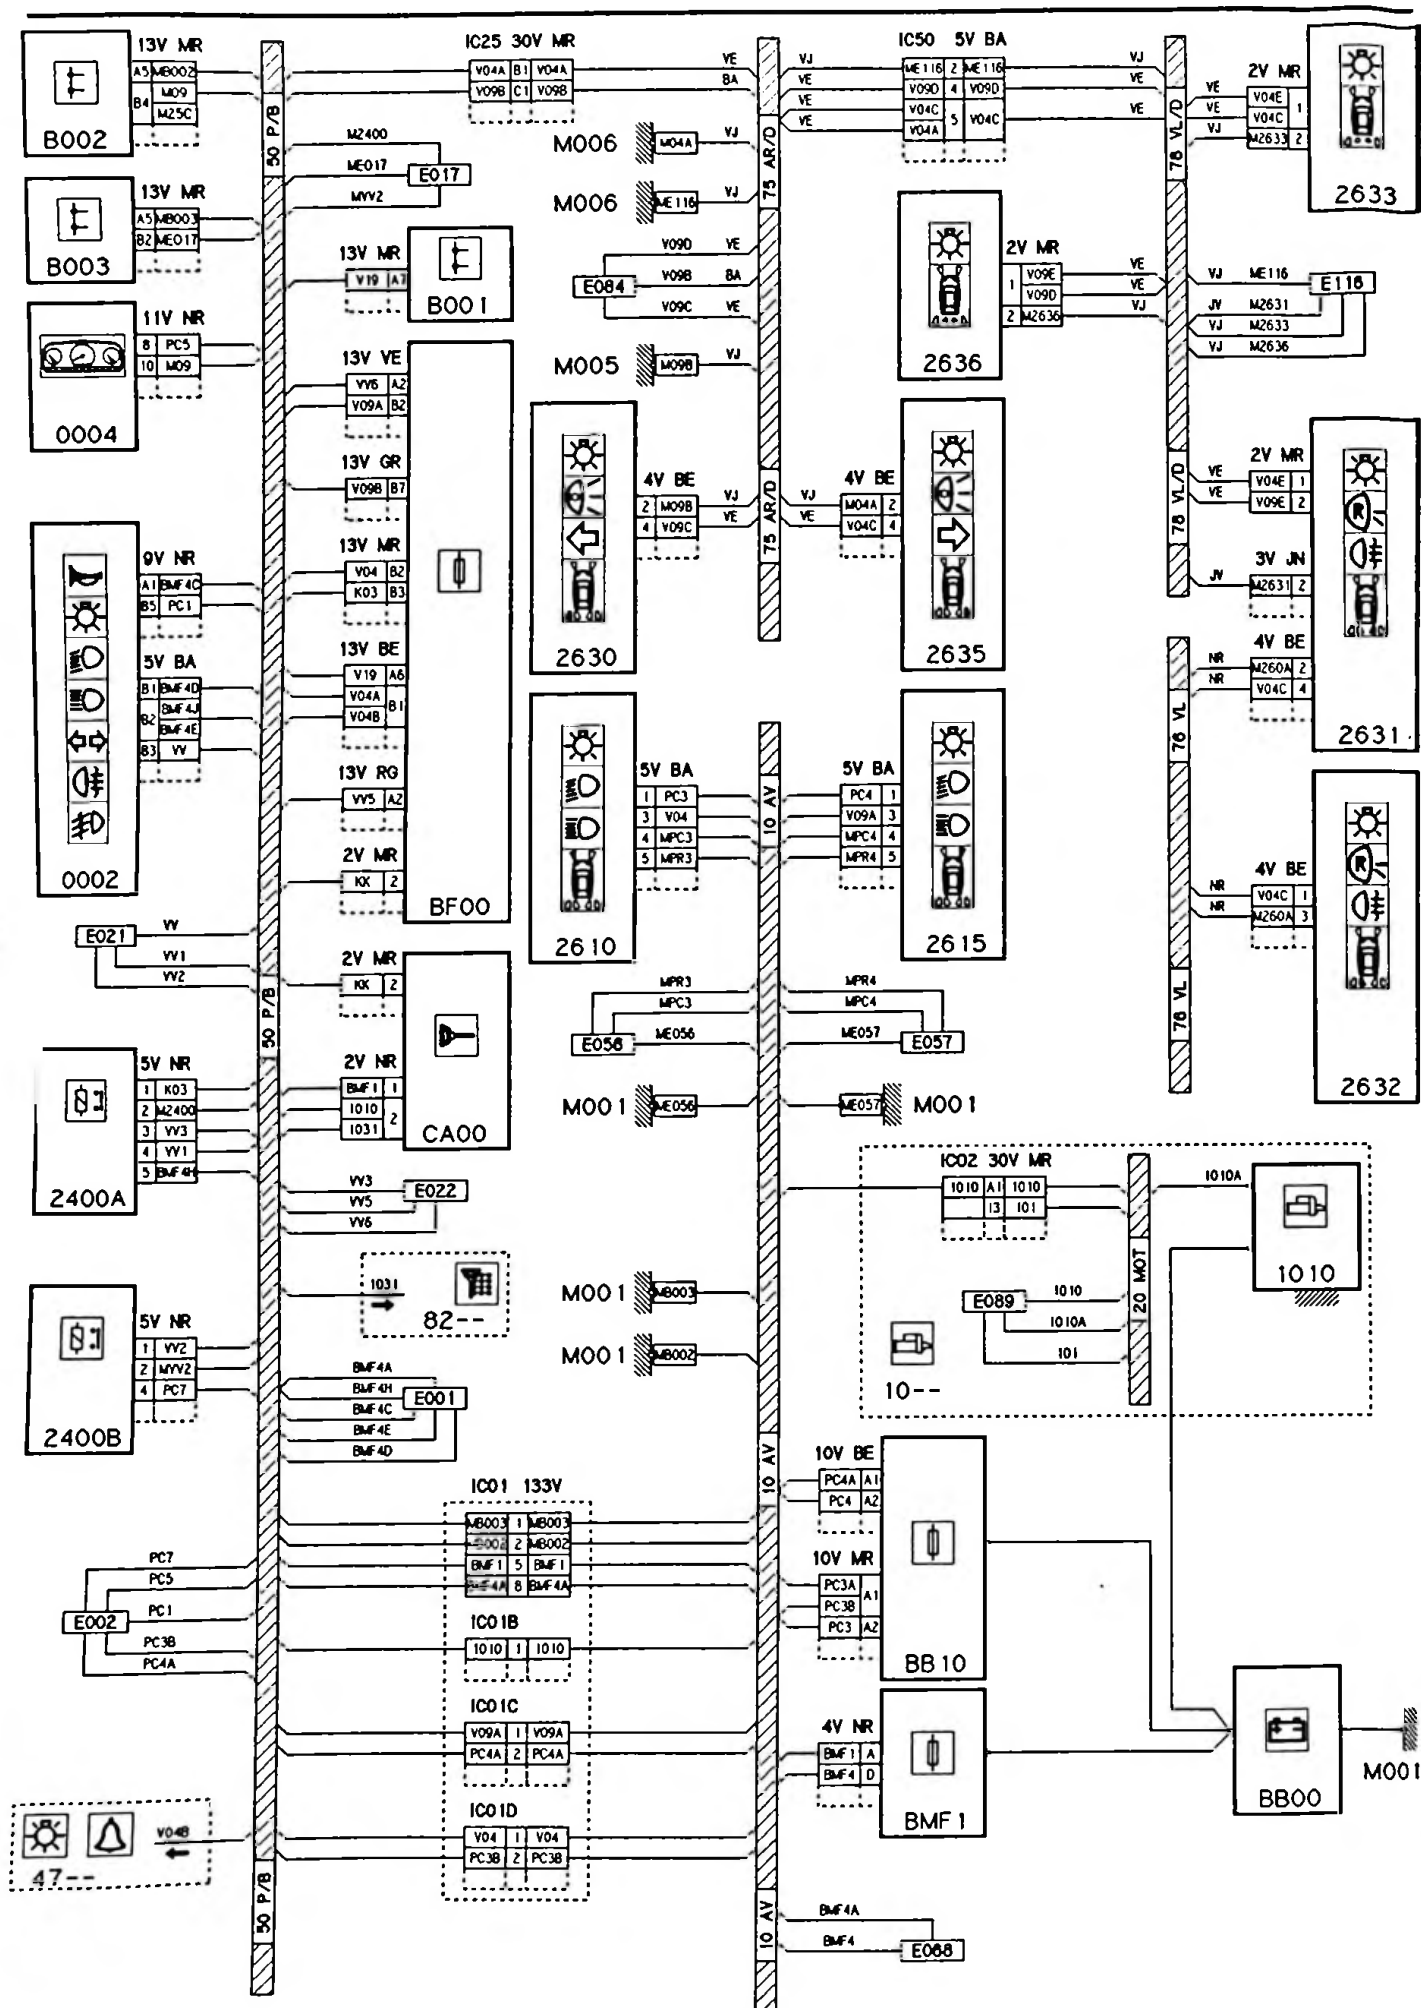 13V MR
A5 MB002
M09
B4
M25C
B002
13V MR
A5 MB003
B2 ME017
B003
11V NR
8 PC5
10 M09
0004
9V NR
A1 BMF4C
B5 PC1
5V BA
B1 BMF4D
BMF4J
B2
BMF4E
B3 VV
0002
E021
VV
VV1
VV2
5V NR
1 K03
2 M2400
3 VV3
4 VV1
5 BMF4H
2400A
5V NR
1 VV2
2 MVV2
4 PC7
2400B
PC7
PC5
PC1
E002
PC3B
PC4A
V04B
47--
50 P/B
50 P/B
50 P/B
IC25 30V MR
V04A B1 V04A
V09B C1 V09B
VE
BA
M2400
ME017
E017
MVV2
13V MR
V19 A7
B001
13V VE
VV6 A2
V09A B2
13V GR
V09B B7
13V MR
V04 B2
K03 B3
13V BE
V19 A6
V04A
B1
V04B
13V RG
VV5 A2
2V MR
KK 2
BF00
2V MR
KK 2
2V NR
BMF1 1
1010
2
1031
CA00
VV3
E022
VV5
VV6
1031
82--
BMF4A
BMF4H
E001
BMF4C
BMF4E
BMF4D
IC01 133V
MB003 1 MB003
2 MB002
BMF1 5 BMF1
8 BMF4A
IC01B
1010 1 1010
IC01C
V09A 1 V09A
PC4A 2 PC4A
IC01D
V04 1 V04
PC3B 2 PC3B
M006 M04A VJ
M006 ME116 VJ
V09D VE
E084 V09B BA
V09C VE
M005 M09B VJ
4V BE
2 M09B VJ
4 V09C VE
2630
5V BA
1 PC3
3 V04
4 MPC3
5 MPR3
2610
MPR3
MPC3
E056 ME056
M001 ME056
M001 MB003
M001 MB002
75 AR/D
75 AR/D
10 AV
10 AV
10 AV
10 AV
IC50 5V BA
VJ ME116 2 ME116 VJ
VE V09D 4 V09D VE
VE V04C
5 V04C VE
VE V04A
2V MR
V09E VE
1
V09D VE
2 M2636 VJ
2636
4V BE
VJ M04A 2
VE V04C 4
2635
5V BA
PC4 1
V09A 3
MPC4 4
MPR4 5
2615
MPR4
MPC4
ME057 E057
ME057 M001
IC02 30V MR
1010 A1 1010
I3 101
1010A
1010
20 MOT
E089 1010
1010A
101
10--
10V BE
PC4A A1
PC4 A2
10V MR
PC3A
A1
PC3B
PC3 A2
BB10
4V NR
BMF1 A
BMF4 D
BMF1
BMF4A
BMF4 E068
BB00
M001
78 VL/D
78 VL/D
76 VL
76 VL
2V MR
VE V04E
1
VE V04C
VJ M2633 2
2633
VJ ME116 E116
JV M2631
VJ M2633
VJ M2636
2V MR
VE V04E 1
VE V09E 2
3V JN
JV M2631 2
4V BE
NR M260A 2
NR V04C 4
2631
4V BE
NR V04C 1
NR M260A 3
2632